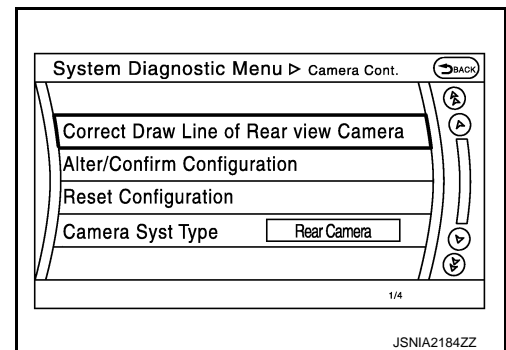 System Diagnostic Menu ▷ Camera Cont. BACK
Correct Draw Line of Rear view Camera
Alter/Confirm Configuration
Reset Configuration
Camera Syst Type Rear Camera
1/4
JSNIA2184ZZ